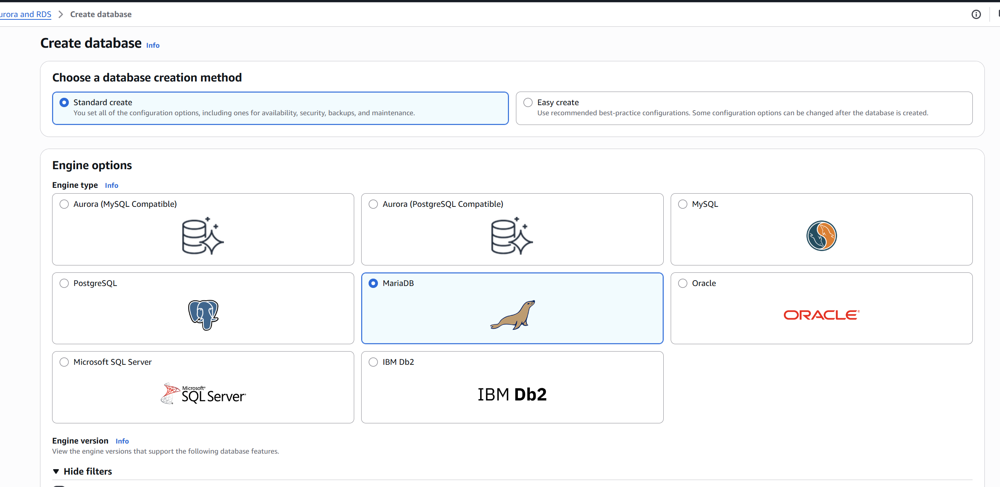 urora and RDS > Create database
Create database Info
Choose a database creation method
Standard create
You set all of the configuration options, including ones for availability, security, backups, and maintenance.
Easy create
Use recommended best-practice configurations. Some configuration options can be changed after the database is created.
Engine options
Engine type Info
Aurora (MySQL Compatible)
Aurora (PostgreSQL Compatible)
MySQL
PostgreSQL
MariaDB
Oracle
ORACLE®
Microsoft SQL Server
Microsoft®
SQL Server®
IBM Db2
IBM Db2
Engine version Info
View the engine versions that support the following database features.
Hide filters